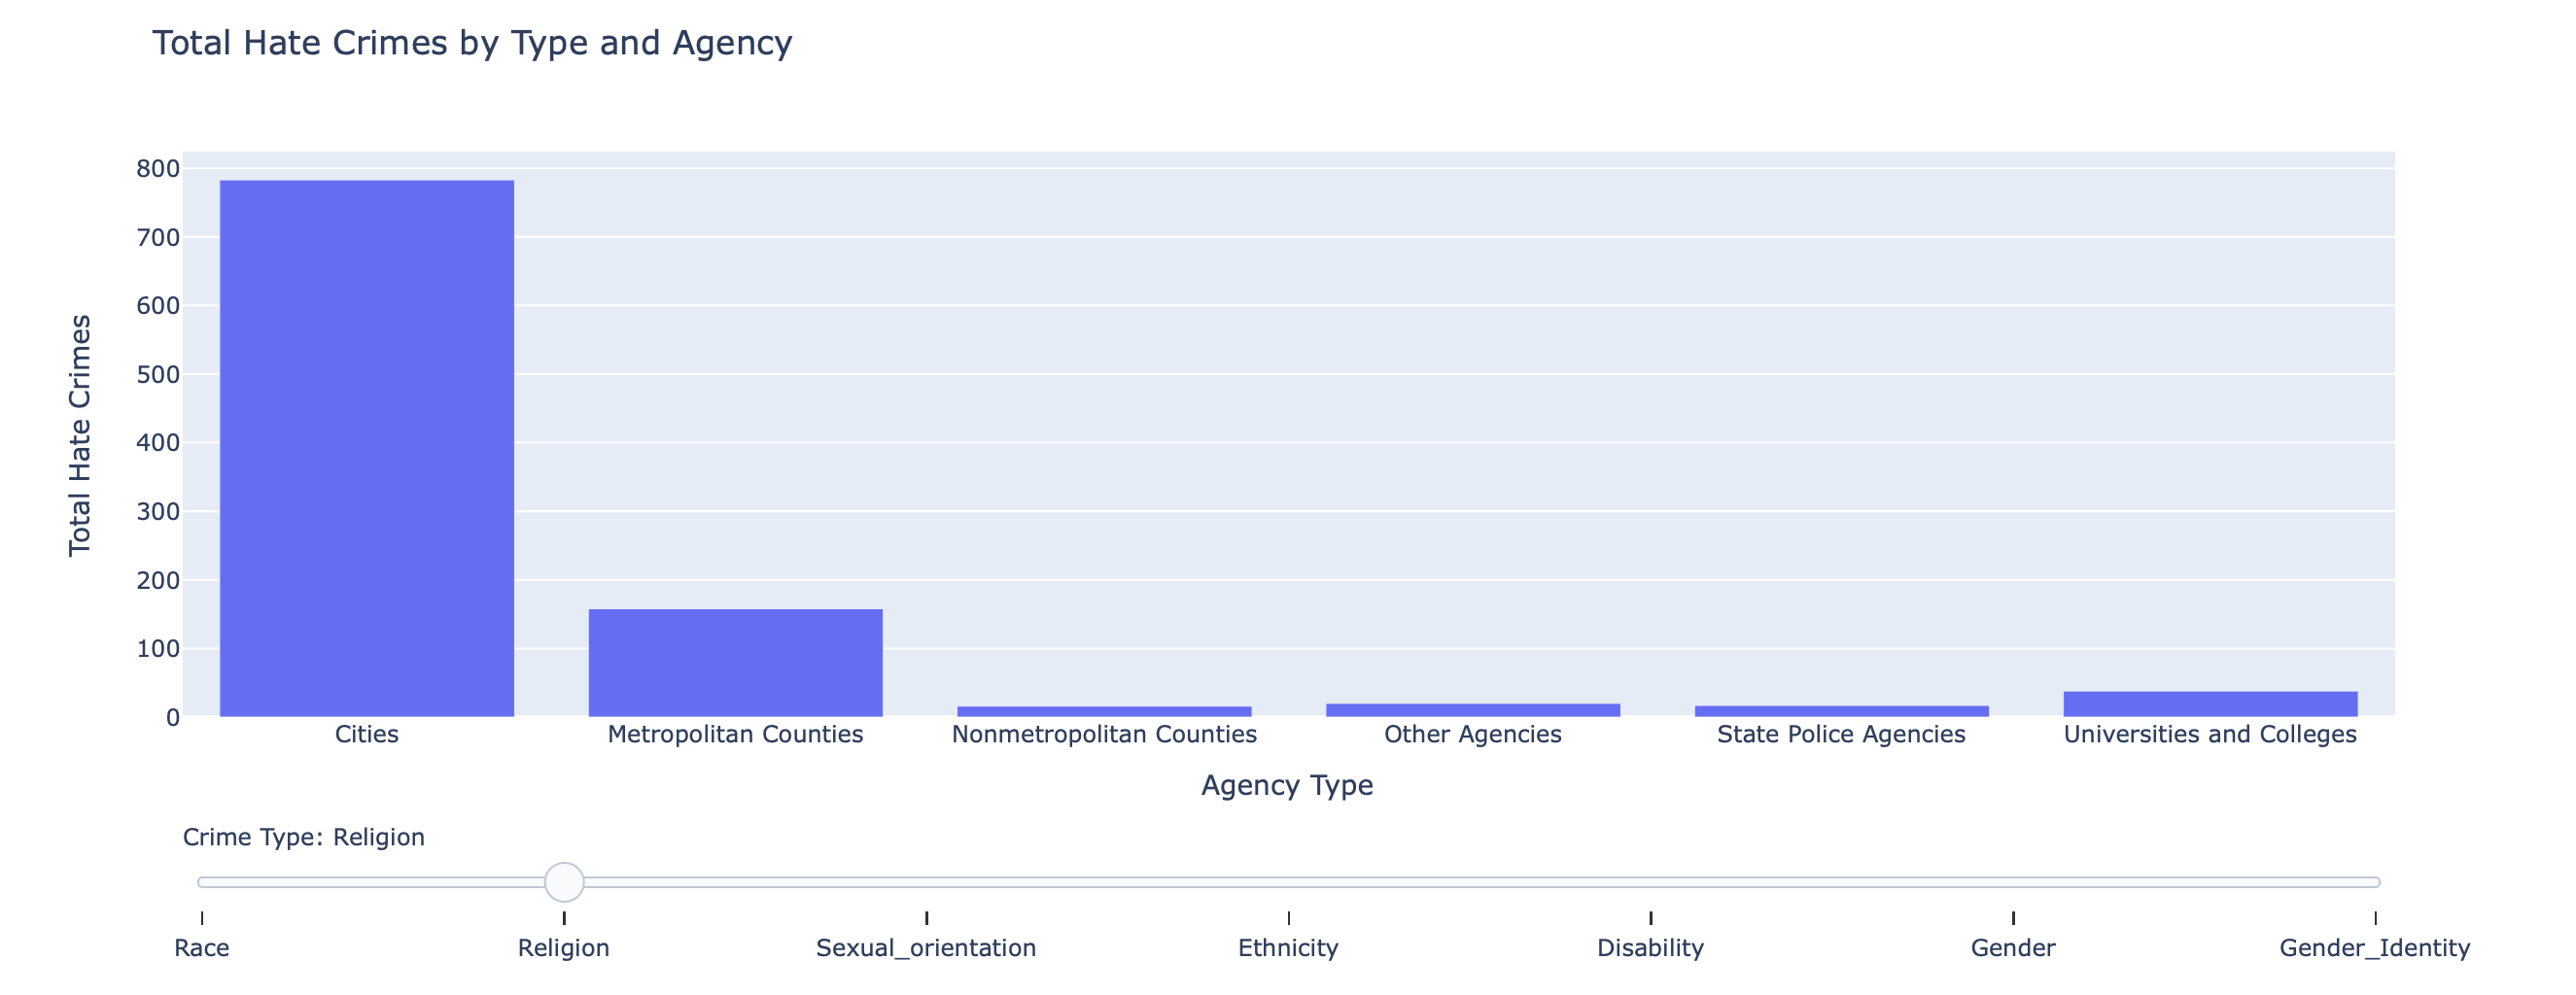 Total Hate Crimes by Type and Agency
800
700
600
500
400
300
200
100
0
Total Hate Crimes
Cities
Metropolitan Counties
Nonmetropolitan Counties
Other Agencies
State Police Agencies
Universities and Colleges
Agency Type
Crime Type: Religion
Race
Religion
Sexual_orientation
Ethnicity
Disability
Gender
Gender_Identity